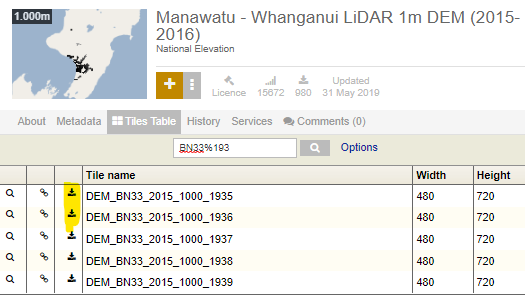 1.000m
Manawatu - Whanganui LiDAR 1m DEM (2015-
2016)
National Elevation
Licence 15672 980 Updated
31 May 2019
About Metadata Tiles Table History Services Comments (0)
BN33%193 Options
Tile name Width Height
DEM_BN33_2015_1000_1935 480 720
DEM_BN33_2015_1000_1936 480 720
DEM_BN33_2015_1000_1937 480 720
DEM_BN33_2015_1000_1938 480 720
DEM_BN33_2015_1000_1939 480 720